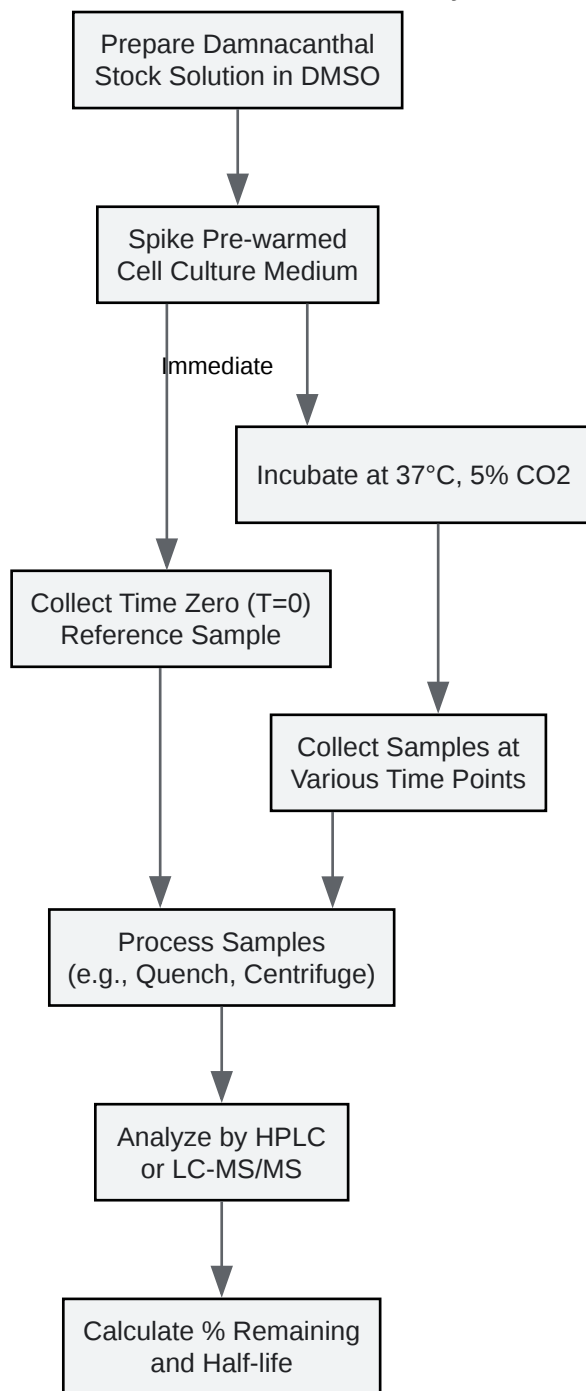 Prepare Damnacanthal
Stock Solution in DMSO
Spike Pre-warmed
Cell Culture Medium
Immediate
Incubate at 37°C, 5% CO2
Collect Time Zero (T=0)
Reference Sample
Collect Samples at
Various Time Points
Process Samples
(e.g., Quench, Centrifuge)
Analyze by HPLC
or LC-MS/MS
Calculate % Remaining
and Half-life